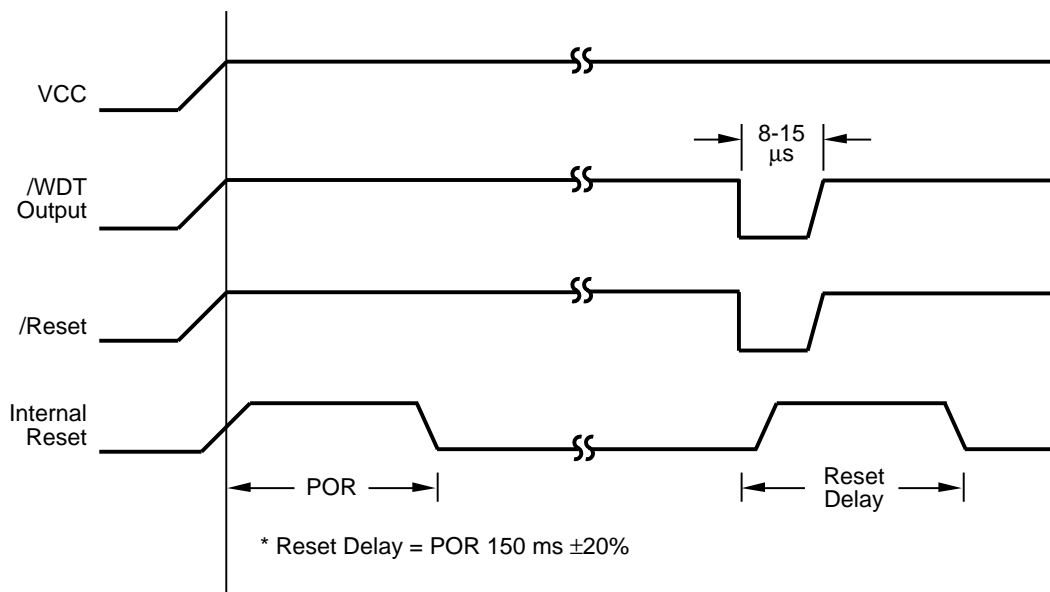 VCC
8-15
μs
/WDT
Output
/Reset
Internal
Reset
POR
Reset
Delay
* Reset Delay = POR 150 ms ±20%